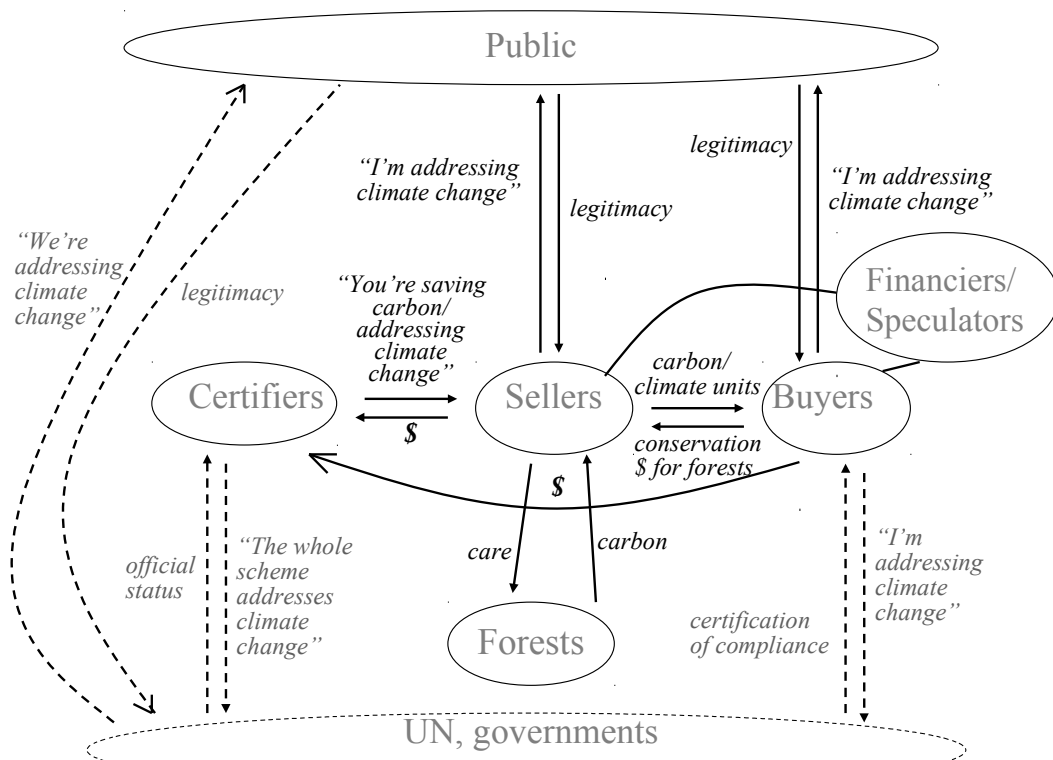 Public
“I’m addressing
climate change”
legitimacy
legitimacy
“I’m addressing
climate change”
“We’re
addressing
climate
change”
legitimacy
“You’re saving
carbon/
addressing
climate
change”
Financiers/
Speculators
Certifiers
$
Sellers
carbon/
climate units
conservation
$ for forests
Buyers
$
care
carbon
official
status
“The whole
scheme
addresses
climate
change”
Forests
certification
of compliance
“I’m
addressing
climate
change”
UN, governments